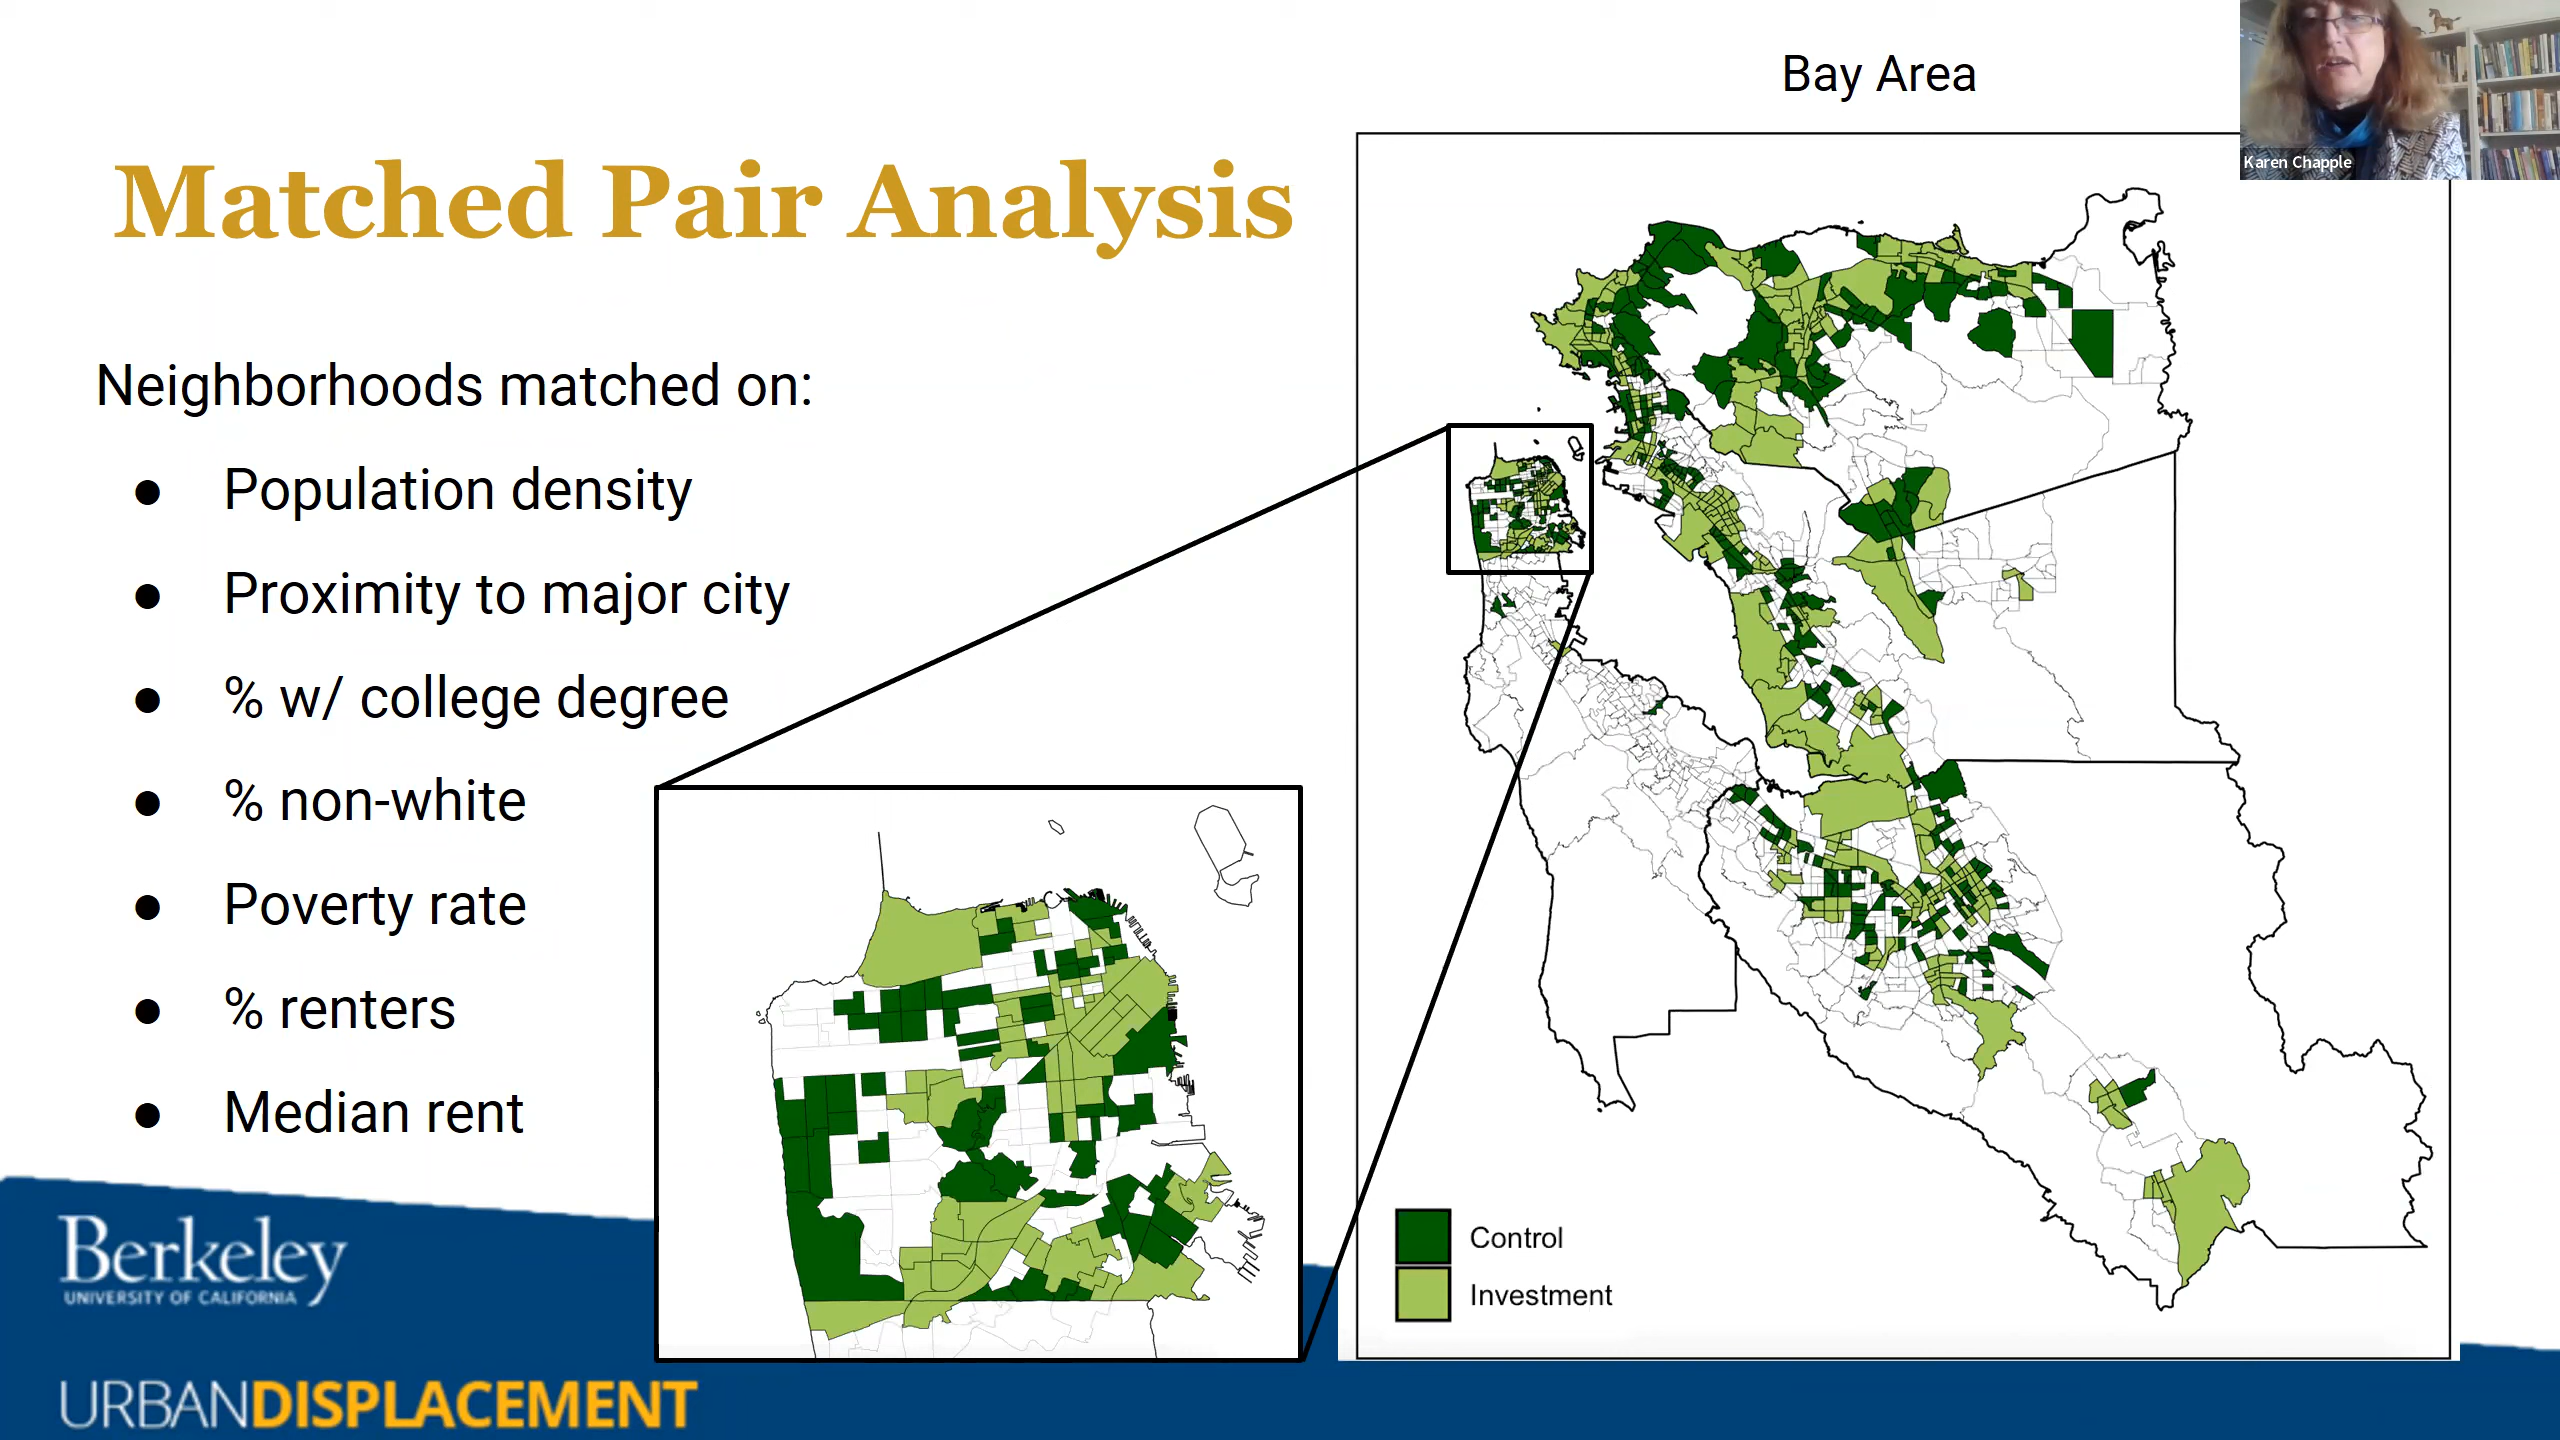 Bay Area
Karen Chapple
Matched Pair Analysis
Neighborhoods matched on:
● Population density
● Proximity to major city
● % w/ college degree
● % non-white
● Poverty rate
● % renters
● Median rent
Control
Investment
Berkeley
UNIVERSITY OF CALIFORNIA
URBANDISPLACEMENT